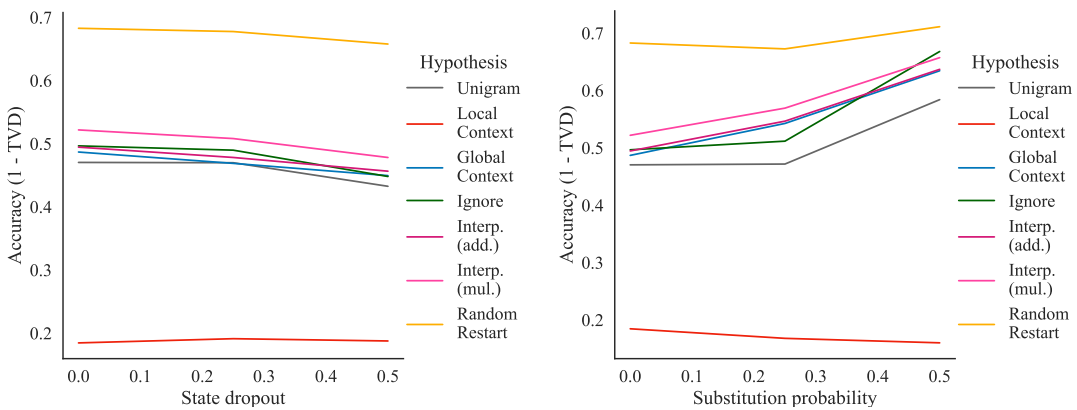 0.7
0.6
0.5
0.4
0.3
0.2
Accuracy (1 - TVD)
0.0 0.1 0.2 0.3 0.4 0.5
State dropout
Hypothesis
Unigram
Local
Context
Global
Context
Ignore
Interp.
(add.)
Interp.
(mul.)
Random
Restart
0.7
0.6
0.5
0.4
0.3
0.2
Accuracy (1 - TVD)
0.0 0.1 0.2 0.3 0.4 0.5
Substitution probability
Hypothesis
Unigram
Local
Context
Global
Context
Ignore
Interp.
(add.)
Interp.
(mul.)
Random
Restart